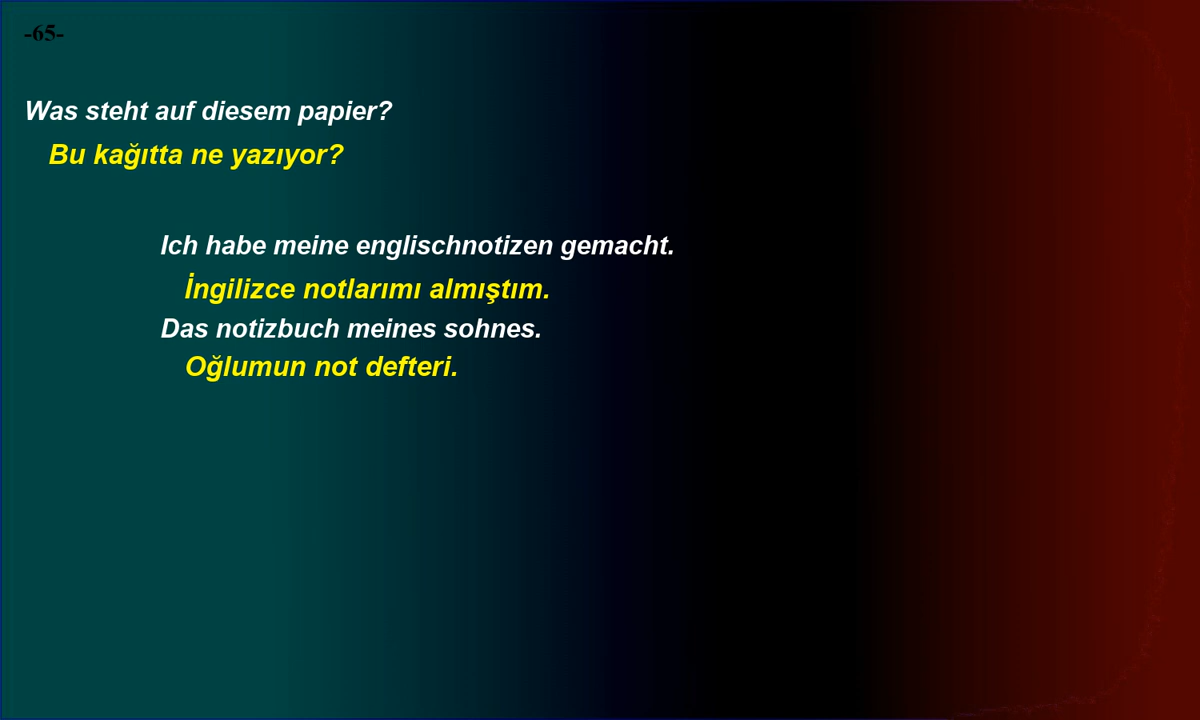 -65-
Was steht auf diesem papier?
Bu kağıtta ne yazıyor?
Ich habe meine englischnotizen gemacht.
İngilizce notlarımı almıştım.
Das notizbuch meines sohnes.
Oğlumun not defteri.